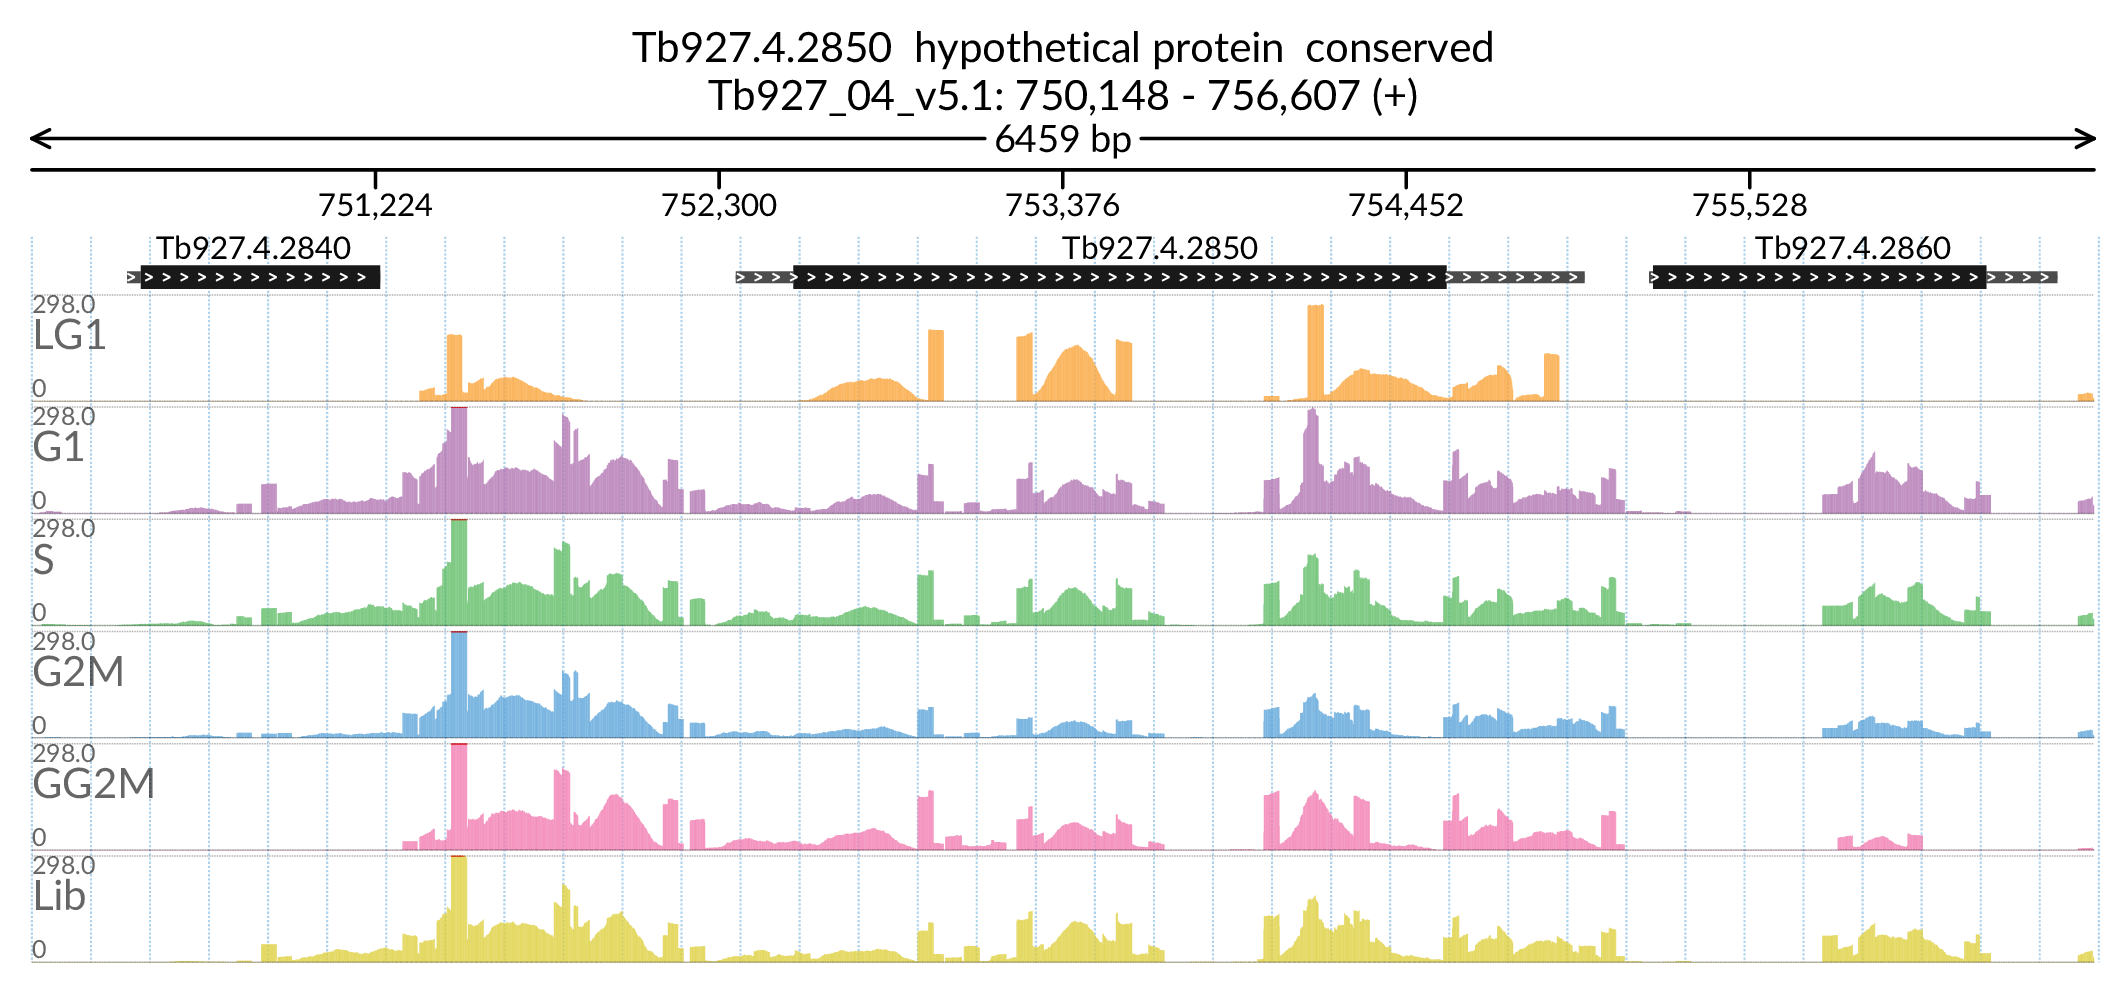 Tb927.4.2850 hypothetical protein conserved
Tb927_04_v5.1: 750,148 - 756,607 (+)
6459 bp
751,224 752,300 753,376 754,452 755,528
Tb927.4.2840 Tb927.4.2850 Tb927.4.2860
298.0
LG1
0
298.0
G1
0
298.0
S
0
298.0
G2M
0
298.0
GG2M
0
298.0
Lib
0